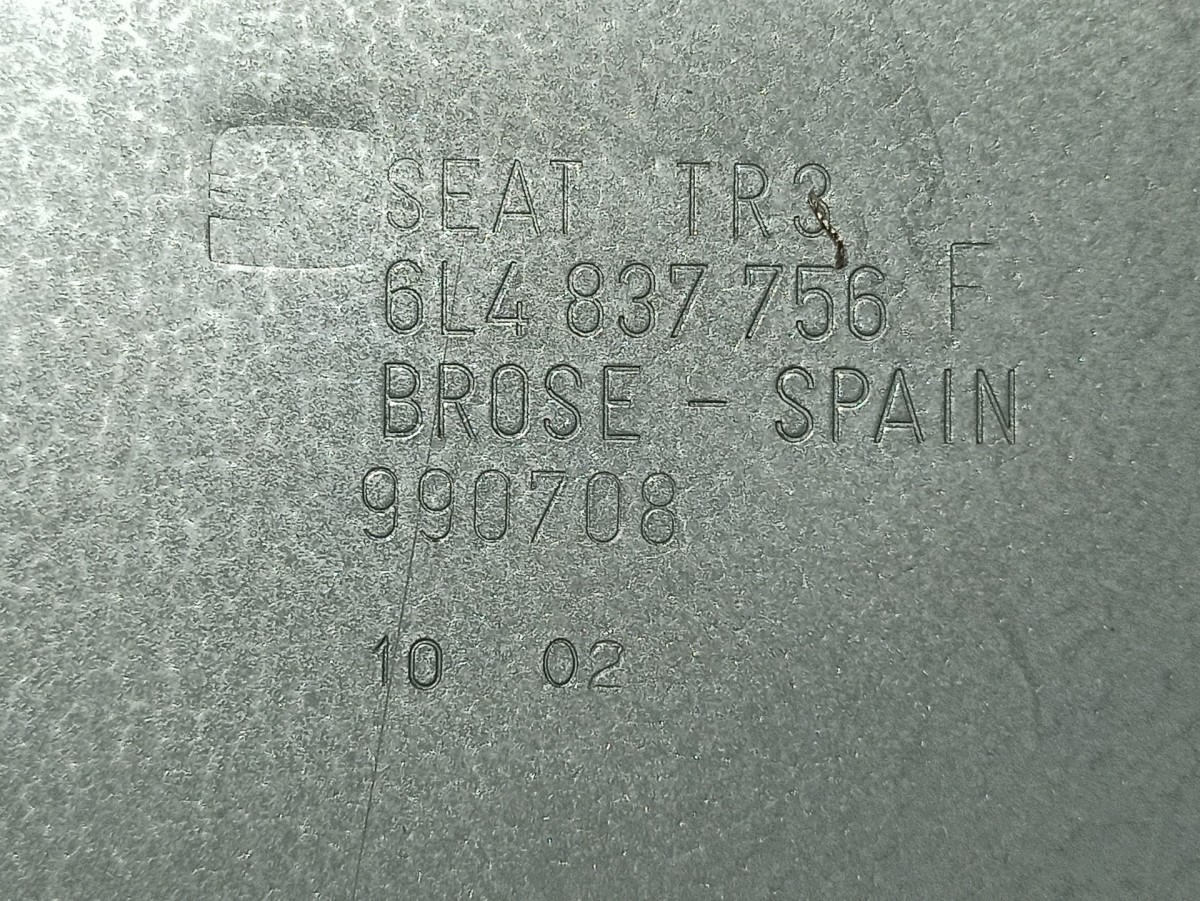 SEAT TR3
6L4 837 756 F
BROSE - SPAIN
990708
10 02